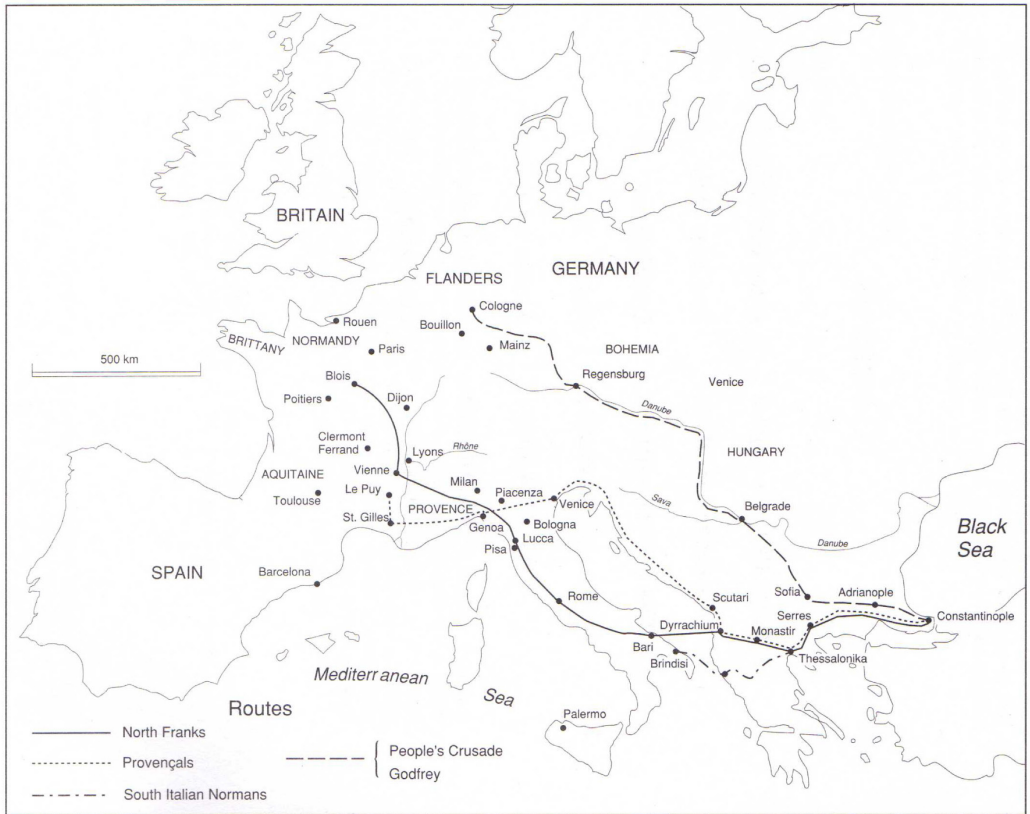 BRITAIN
FLANDERS
GERMANY
Cologne
Rouen
Bouillon
BRITTANY
NORMANDY
Mainz
Paris
BOHEMIA
500 km
Blois
Regensburg
Venice
Poitiers
Dijon
Danube
Clermont
Ferrand
Lyons
Rhône
HUNGARY
Vienne
AQUITAINE
Toulouse
Le Puy
Milan
Piacenza
Venice
Sava
Belgrade
St. Gilles
PROVENCE
Genoa
Bologna
Lucca
Pisa
Danube
Black
Sea
SPAIN
Barcelona
Rome
Scutari
Sofia
Adrianople
Constantinople
Serres
Dyrrachium
Monastir
Bari
Brindisi
Thessalonika
Mediterranean
Sea
Palermo
Routes
North Franks
Provençals
South Italian Normans
People's Crusade
Godfrey